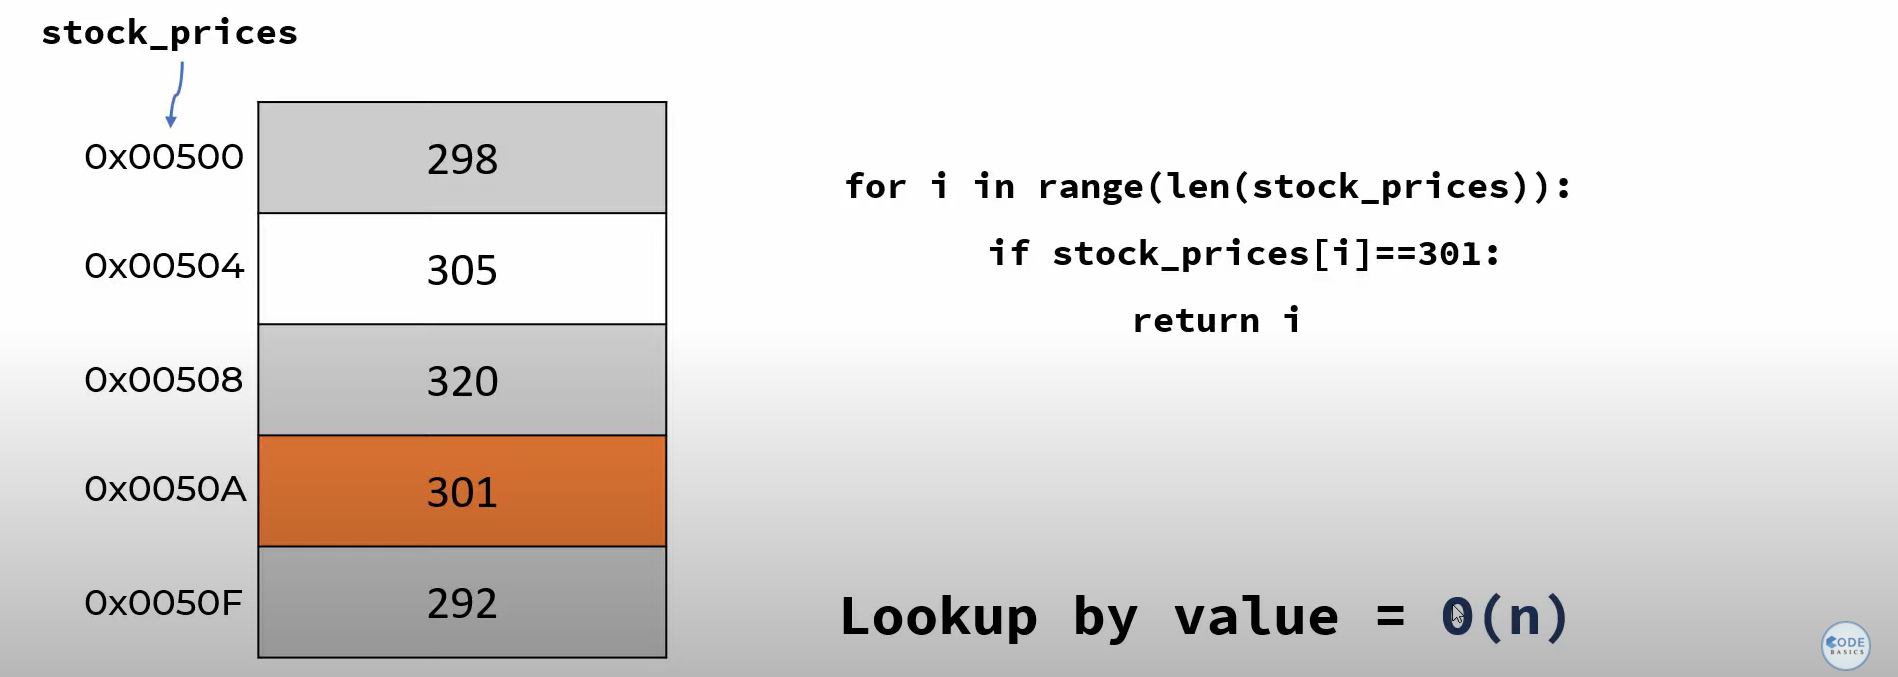 stock_prices
0x00500 298
0x00504 305
0x00508 320
0x0050A 301
0x0050F 292
for i in range(len(stock_prices)):
if stock_prices[i]==301:
return i
Lookup by value = O(n)
CODE
BASICS